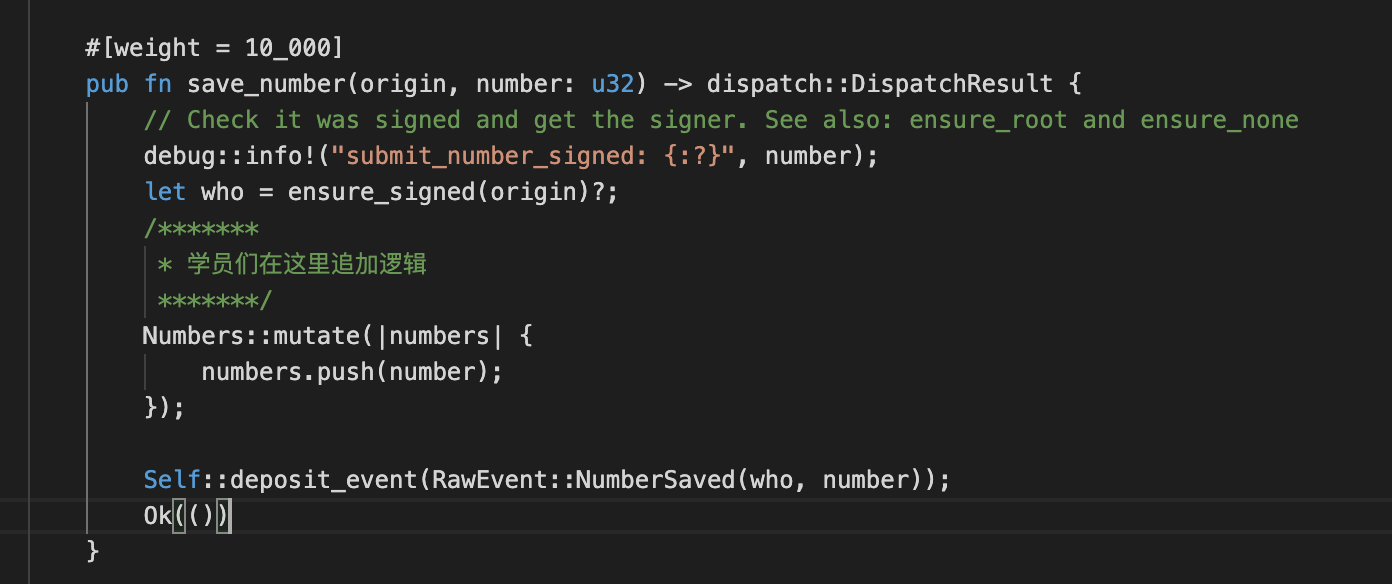 #[weight = 10_000]
pub fn save_number(origin, number: u32) -> dispatch::DispatchResult {
// Check it was signed and get the signer. See also: ensure_root and ensure_none
debug::info!("submit_number_signed: {:?}", number);
let who = ensure_signed(origin)?;
/*******
* 学员们在这里追加逻辑
*******/
Numbers::mutate(|numbers| {
numbers.push(number);
});
Self::deposit_event(RawEvent::NumberSaved(who, number));
Ok(())
}